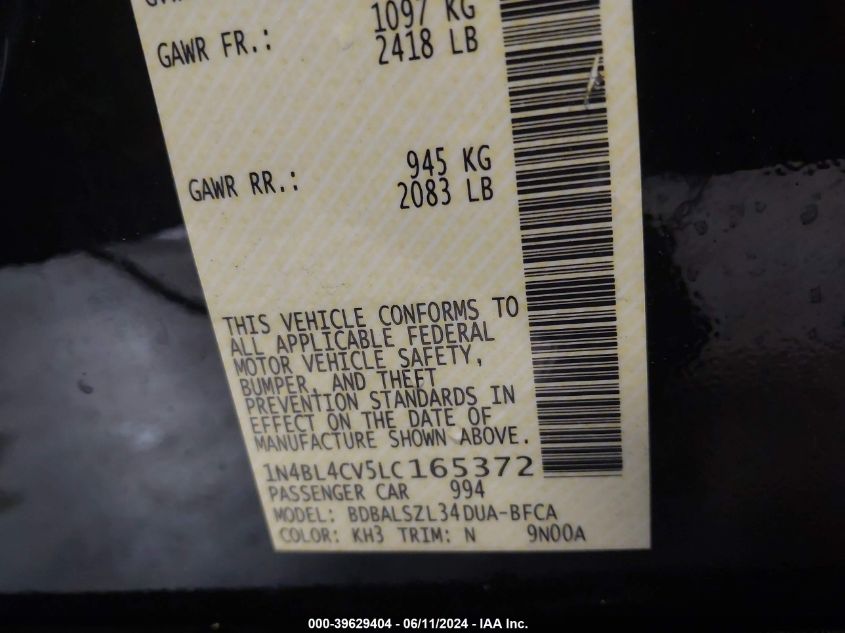 1097 KG
GAWR FR.: 2418 LB
945 KG
GAWR RR.: 2083 LB
THIS VEHICLE CONFORMS TO
ALL APPLICABLE FEDERAL
MOTOR VEHICLE SAFETY,
BUMPER, AND THEFT
PREVENTION STANDARDS IN
EFFECT ON THE DATE OF
MANUFACTURE SHOWN ABOVE.
1N4BL4CV5LC165372
PASSENGER CAR 994
MODEL: BDBALSZL34DUA-BFCA
COLOR: KH3 TRIM: N 9N00A
000-39629404 - 06/11/2024 - IAA Inc.